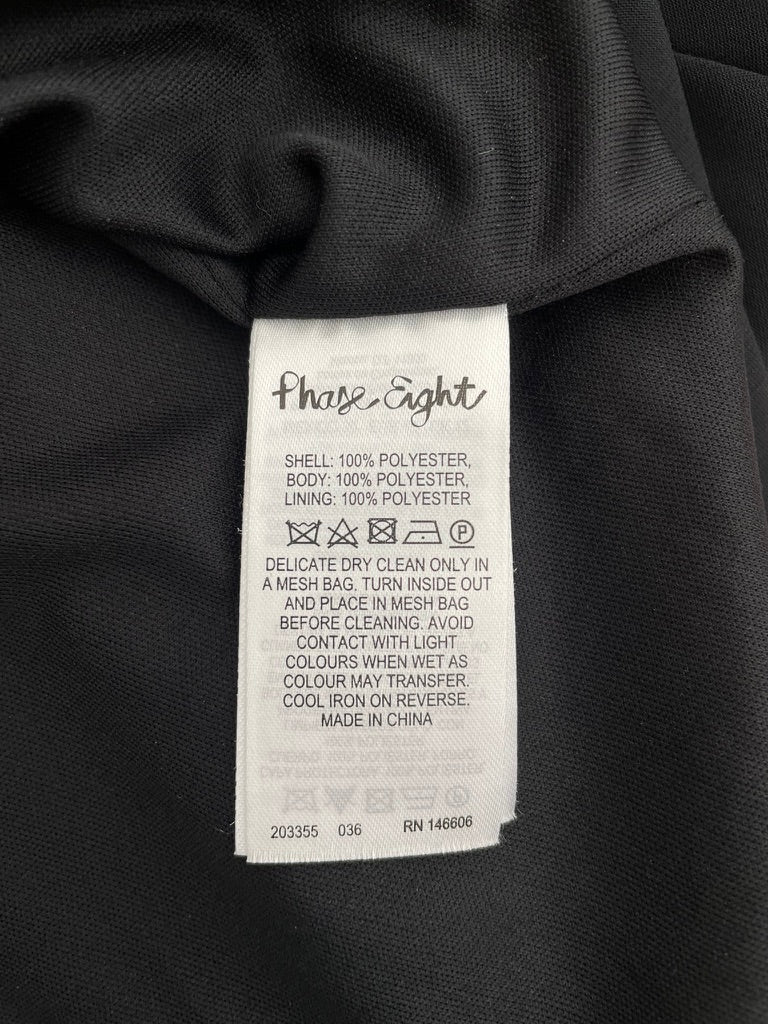 Phase Eight
SHELL: 100% POLYESTER,
BODY: 100% POLYESTER,
LINING: 100% POLYESTER
P
DELICATE DRY CLEAN ONLY IN
A MESH BAG. TURN INSIDE OUT
AND PLACE IN MESH BAG
BEFORE CLEANING. AVOID
CONTACT WITH LIGHT
COLOURS WHEN WET AS
COLOUR MAY TRANSFER.
COOL IRON ON REVERSE.
MADE IN CHINA
203355 036 RN 146606